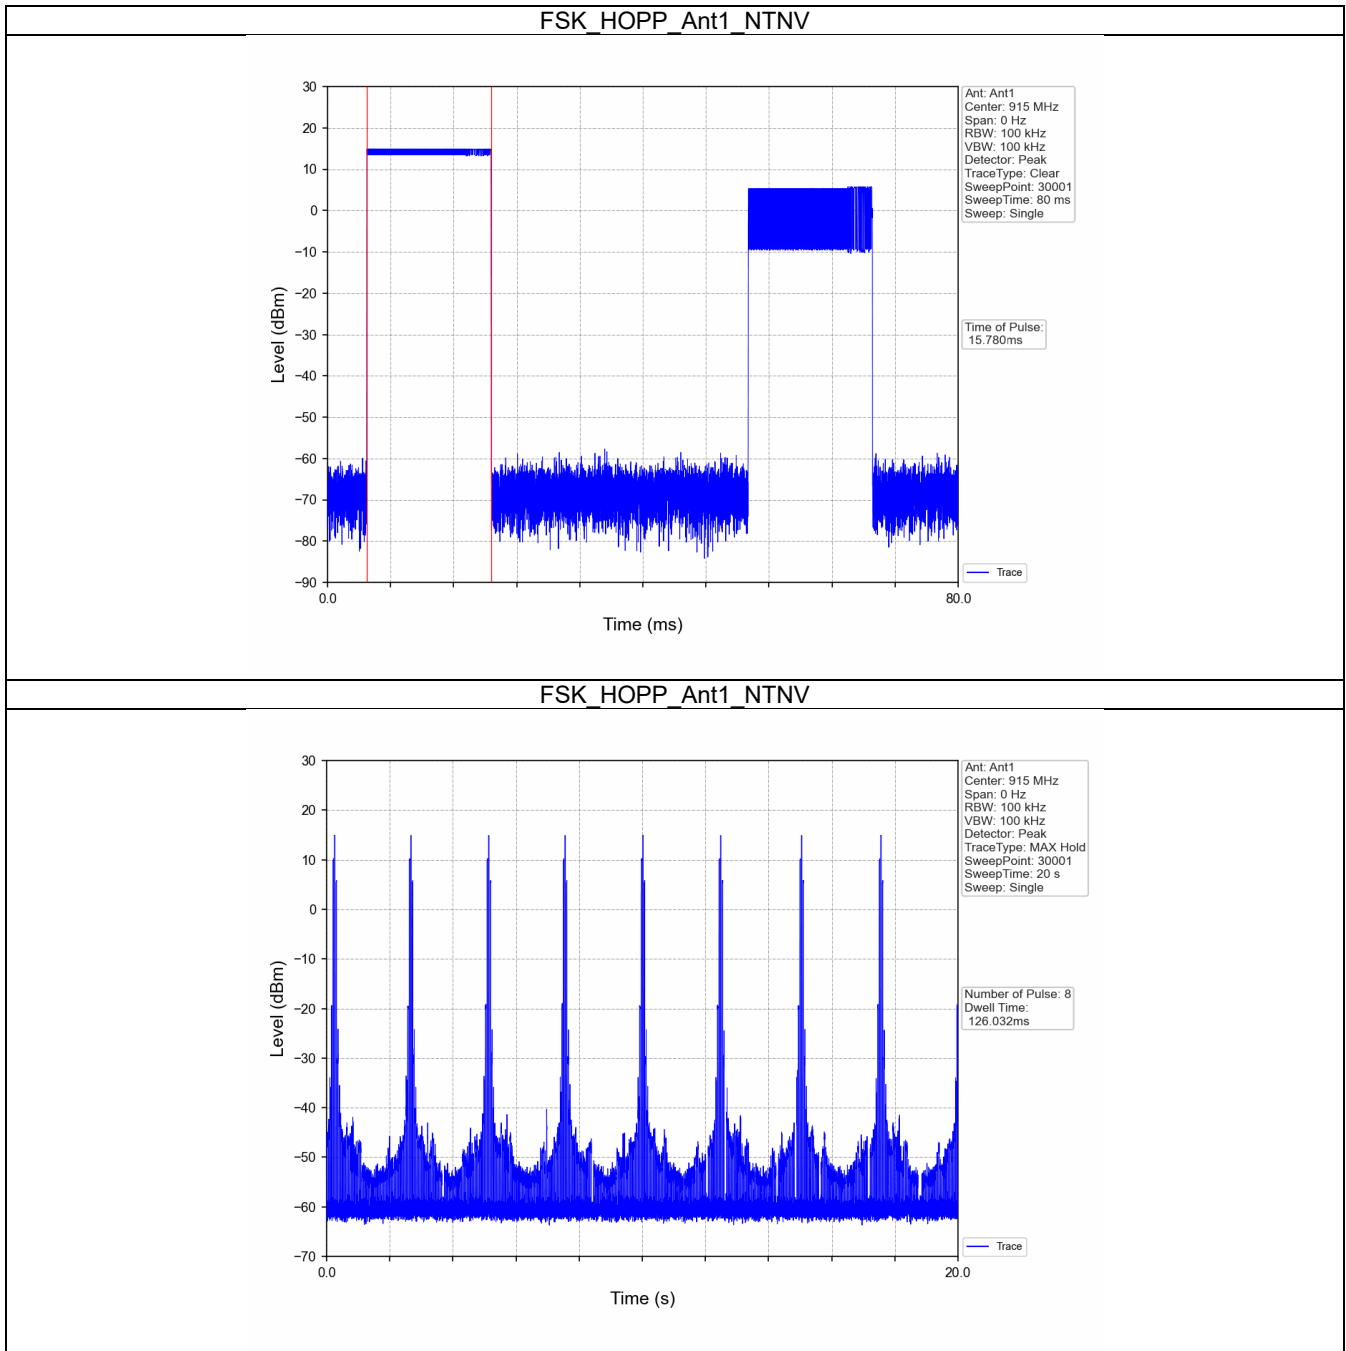 FSK_HOPP_Ant1_NTNV
30
20
10
0
−10
−20
−30
−40
−50
−60
−70
−80
−90
Level (dBm)
0.0
80.0
Time (ms)
Ant: Ant1
Center: 915 MHz
Span: 0 Hz
RBW: 100 kHz
VBW: 100 kHz
Detector: Peak
TraceType: Clear
SweepPoint: 30001
SweepTime: 80 ms
Sweep: Single
Time of Pulse:
15.780ms
Trace
FSK_HOPP_Ant1_NTNV
30
20
10
0
−10
−20
−30
−40
−50
−60
−70
Level (dBm)
0.0
20.0
Time (s)
Ant: Ant1
Center: 915 MHz
Span: 0 Hz
RBW: 100 kHz
VBW: 100 kHz
Detector: Peak
TraceType: MAX Hold
SweepPoint: 30001
SweepTime: 20 s
Sweep: Single
Number of Pulse: 8
Dwell Time:
126.032ms
Trace